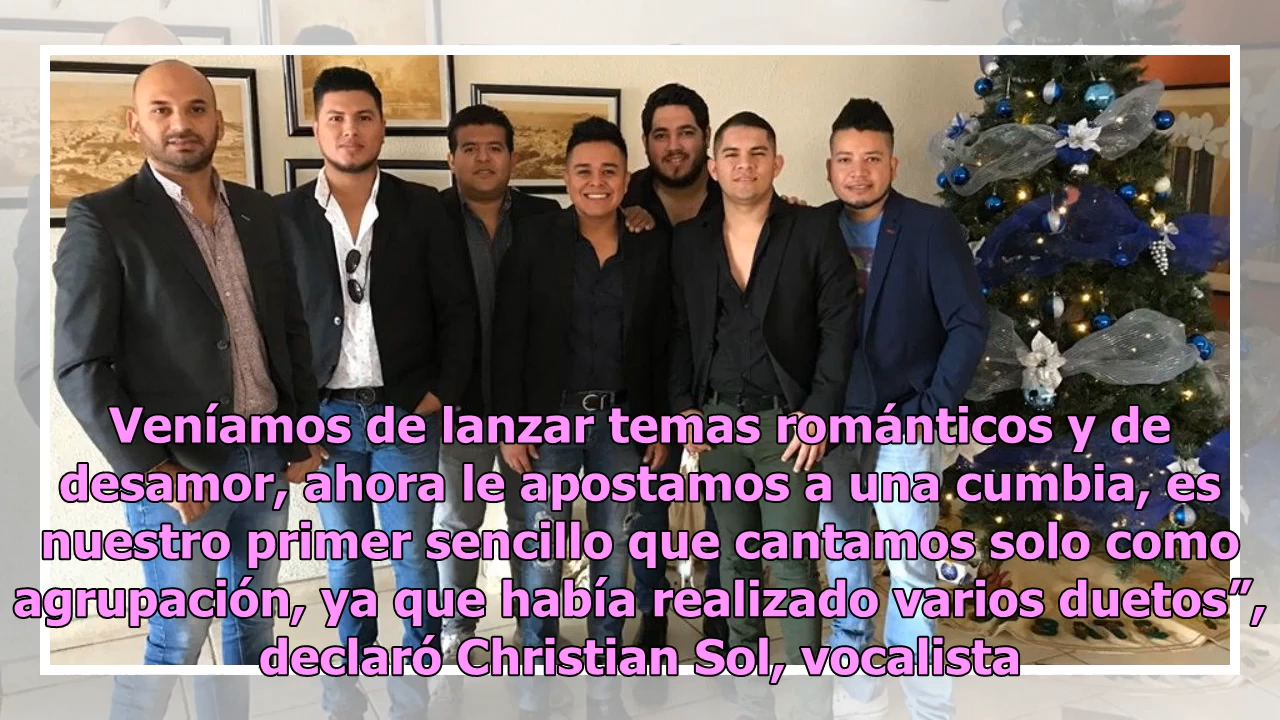 Veníamos de lanzar temas románticos y de
desamor, ahora le apostamos a una cumbia, es
nuestro primer sencillo que cantamos solo como
agrupación, ya que había realizado varios duetos”,
declaró Christian Sol, vocalista